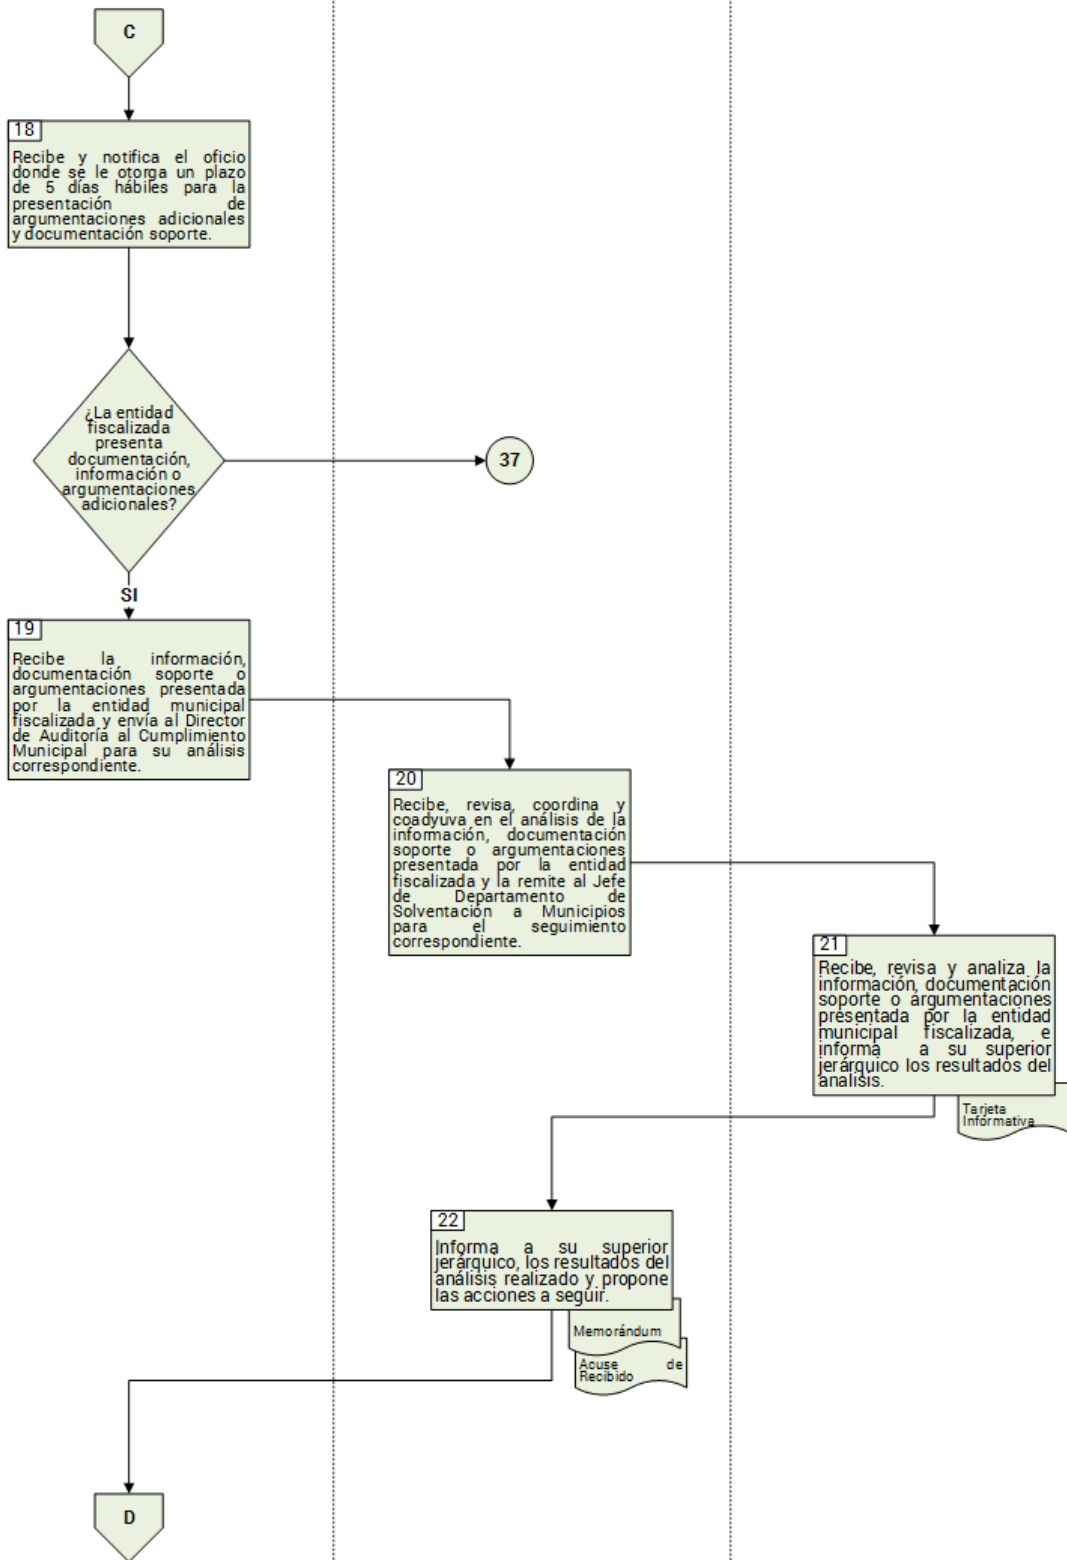 C
18
Recibe y notifica el oficio
donde se le otorga un plazo
de 5 días hábiles para la
presentación de
argumentaciones adicionales
y documentación soporte.
¿La entidad
fiscalizada
presenta
documentación,
información o
argumentaciones
adicionales?
37
SI
19
Recibe la información,
documentación soporte o
argumentaciones presentada
por la entidad municipal
fiscalizada y envía al Director
de Auditoría al Cumplimiento
Municipal para su análisis
correspondiente.
20
Recibe, revisa, coordina y
coadyuva en el análisis de la
información, documentación
soporte o argumentaciones
presentada por la entidad
fiscalizada y la remite al Jefe
de Departamento de
Solventación a Municipios
para el seguimiento
correspondiente.
21
Recibe, revisa y analiza la
información, documentación
soporte o argumentaciones
presentada por la entidad
municipal fiscalizada, e
informa a su superior
jerárquico los resultados del
análisis.
Tarjeta
Informativa
22
Informa a su superior
jerárquico, los resultados del
análisis realizado y propone
las acciones a seguir.
Memorándum
Acuse de
Recibido
D